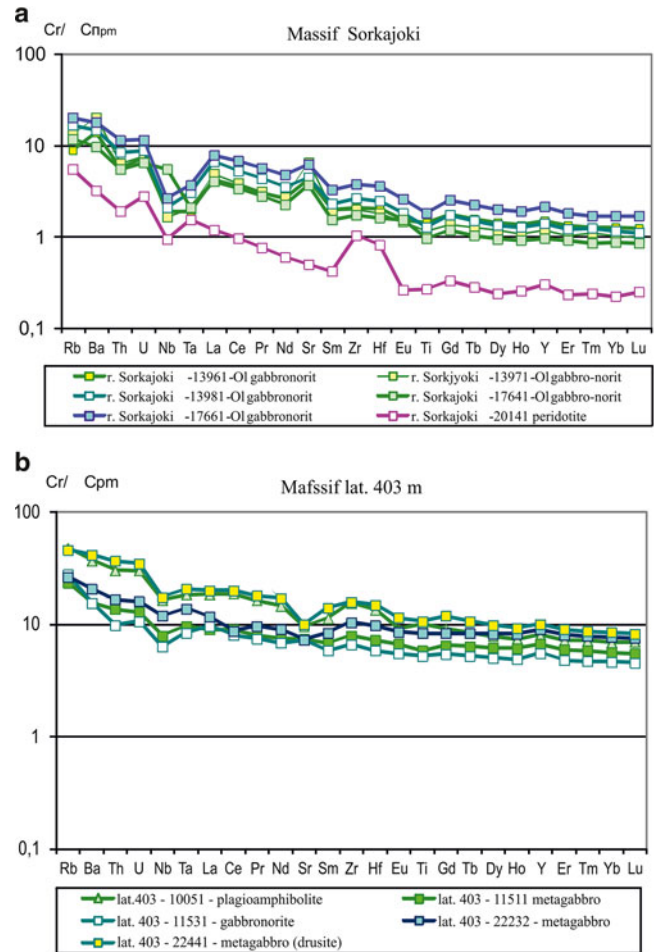 a
Cr/ Cпpm Massif Sorkajoki
100
10
1
0,1
Rb Ba Th U Nb Ta La Ce Pr Nd Sr Sm Zr Hf Eu Ti Gd Tb Dy Ho Y Er Tm Yb Lu
r. Sorkajoki -13961-Ol gabbronorit r. Sorkjyoki -13971-Ol gabbro-norit
r. Sorkajoki -13981-Ol gabbronorit r. Sorkajoki -17641-Ol gabbro-norit
r. Sorkajoki -17661-Ol gabbronorit r. Sorkajoki -20141 peridotite
b
Cr/ Cpm Mafssif lat. 403 m
100
10
1
0,1
Rb Ba Th U Nb Ta La Ce Pr Nd Sr Sm Zr Hf Eu Ti Gd Tb Dy Ho Y Er Tm Yb Lu
lat.403 - 10051 - plagioamphibolite lat. 403 - 11511 metagabbro
lat. 403 - 11531 - gabbronorite lat. 403 - 22232 - metagabbro
lat. 403 - 22441 - metagabbro (drusite)